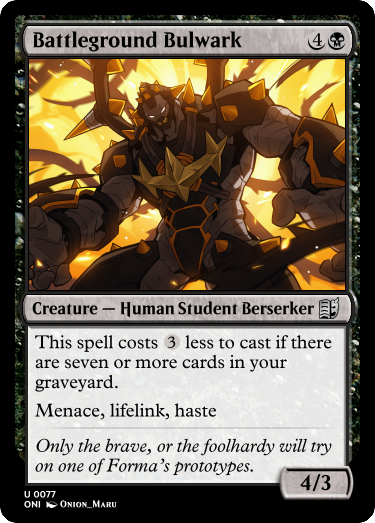 Battleground Bulwark 4
Creature — Human Student Berserker
This spell costs 3 less to cast if there
are seven or more cards in your
graveyard.
Menace, lifelink, haste
Only the brave, or the foolhardy will try
on one of Forma's prototypes.
4/3
U 0077
ONI Onion_Maru